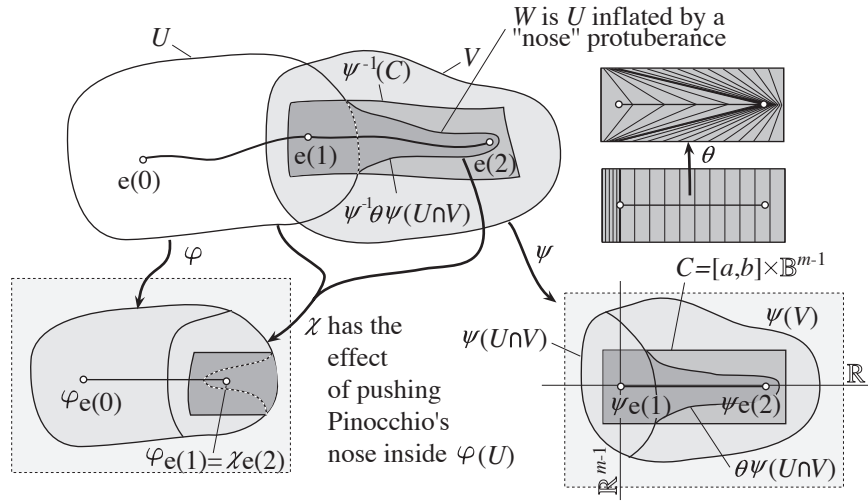 W is U inflated by a
"nose" protuberance
U
V
ψ⁻¹(C)
e(0)
e(1)
e(2)
θ
ψ⁻¹θψ(U∩V)
φ
ψ
C=[a,b]×𝔹ᵐ⁻¹
χ has the
effect
of pushing
Pinocchio's
nose inside φ(U)
φe(0)
φe(1)=χe(2)
ψ(U∩V)
ψ(V)
ℝ
ψe(1)
ψe(2)
ℝᵐ⁻¹
θψ(U∩V)